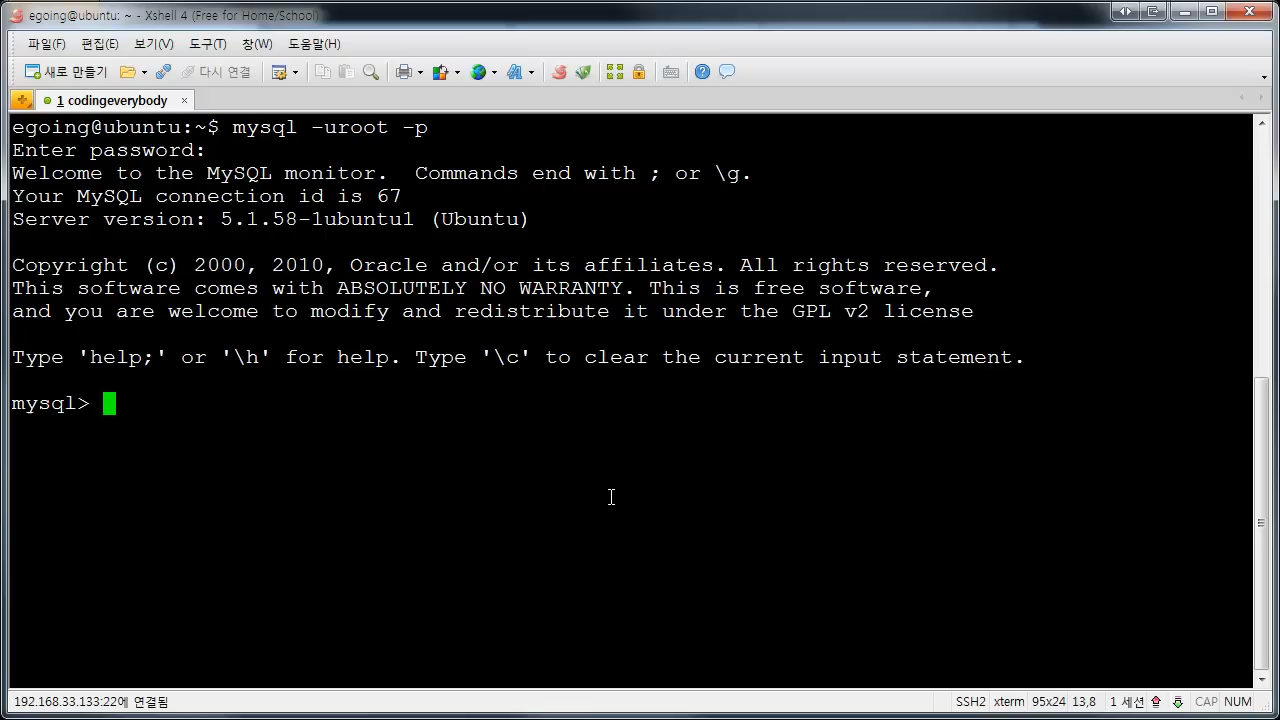 egoing@ubuntu: ~ - Xshell 4 (Free for Home/School)
파일(F) 편집(E) 보기(V) 도구(T) 창(W) 도움말(H)
새로 만들기 다시 연결
1 codingeverybody
egoing@ubuntu:~$ mysql -uroot -p
Enter password:
Welcome to the MySQL monitor.  Commands end with ; or \g.
Your MySQL connection id is 67
Server version: 5.1.58-1ubuntu1 (Ubuntu)
Copyright (c) 2000, 2010, Oracle and/or its affiliates. All rights reserved.
This software comes with ABSOLUTELY NO WARRANTY. This is free software,
and you are welcome to modify and redistribute it under the GPL v2 license
Type 'help;' or '\h' for help. Type '\c' to clear the current input statement.
mysql>
192.168.33.133:22에 연결됨 SSH2 xterm 95x24 13,8 1 세션 CAP NUM